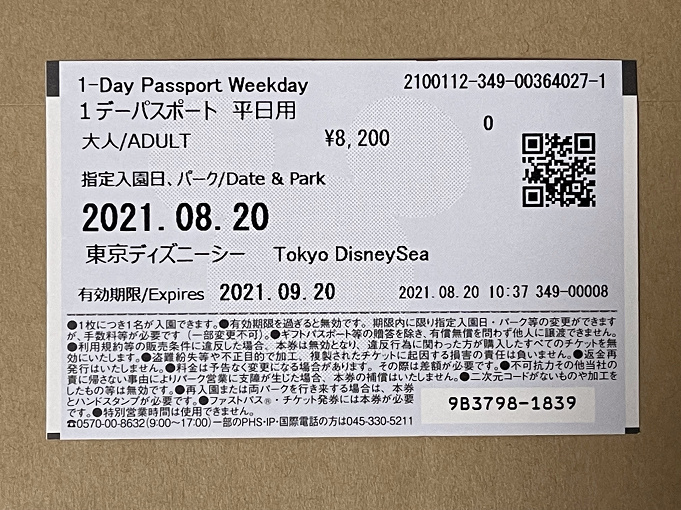 1-Day Passport Weekday 2100112-349-00364027-1
1デーパスポート 平日用
大人/ADULT ¥8,200 0
指定入園日、パーク/Date & Park
2021.08.20
東京ディズニーシー Tokyo DisneySea
有効期限/Expires 2021.09.20 2021.08.20 10:37 349-00008
●1枚につき1名が入園できます。●有効期限を過ぎると無効です。期間内に限り指定入園日・パーク等の変更ができます
が、手数料等が必要です（一部変更不可）。●ギフトパスポート等の贈答を除き、有償無償を問わず他人に譲渡できません。
●利用規約等の販売条件に違反した場合、本券は無効となり、違反行為に関わった方が購入したすべてのチケットを無
効にいたします。●盗難紛失等や不正目的で加工、複製されたチケットに起因する損害の責任は負いません。●返金再
発行はいたしません。●料金は予告なく変更になる場合があります。その際は差額が必要です。●不可抗力その他当社の
責に帰さない事由によりパーク営業に支障が生じた場合、本券の補償はいたしません。●二次元コードがないものや加工を
したもの等は無効です。●再入園または両パークを行き来する場合は、本券
とハンドスタンプが必要です。●ファストパス®・チケット発券には本券が必要
です。●特別営業時間は使用できません。
☎0570-00-8632(9:00~17:00)一部のPHS・IP・国際電話の方は045-330-5211
9B3798-1839